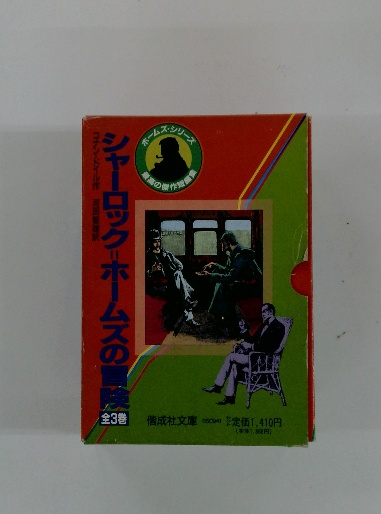 シャーロック=ホームズの冒険
全3巻
コナン・ドイル作
ホームズ・シリーズ
の傑作短編集
偕成社文庫
定価1,410円